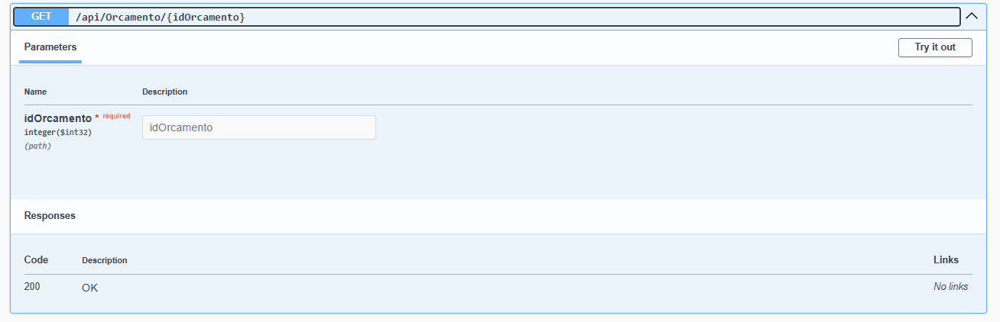 GET /api/Orcamento/{idOrcamento}
Parameters Try it out
Name Description
idOrcamento * required
integer($int32)
(path)
idOrcamento
Responses
Code Description Links
200 OK No links